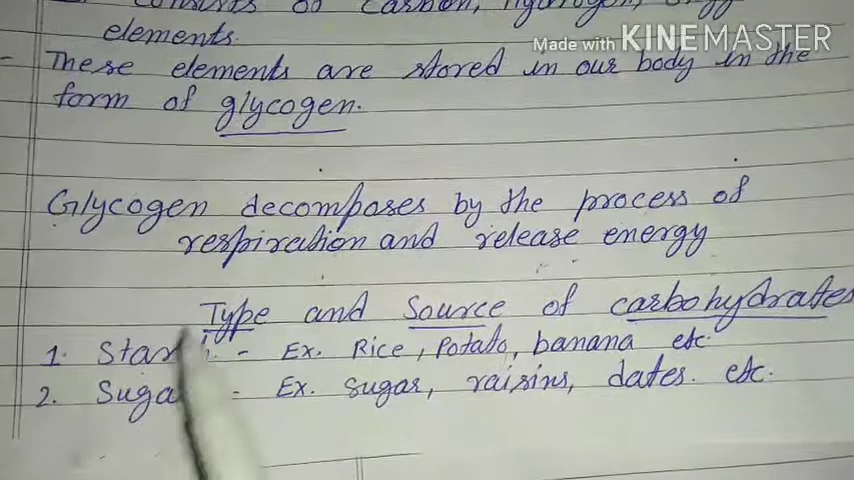 of Carbon,
elements.
Made with KINEMASTER
- These elements are stored in our body in the
form of glycogen.
Glycogen decomposes by the process of
respiration and release energy
Type and Source of carbohydrates
1. Star - Ex. Rice, Potato, banana etc.
2. Suga - Ex. Sugar, raisins, dates. etc.